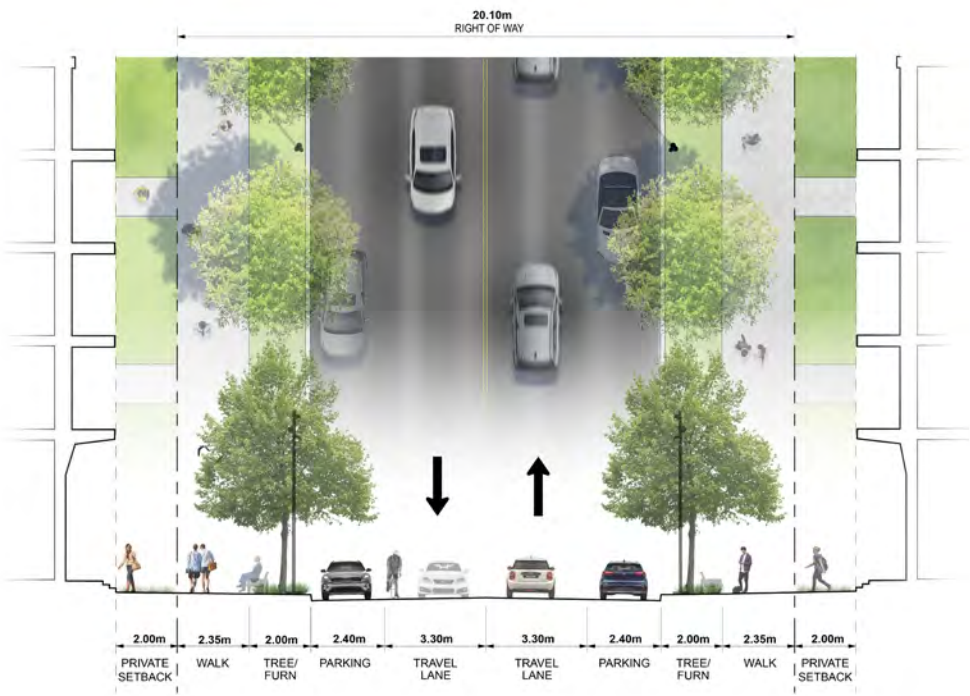 20.10m
RIGHT OF WAY
2.00m 2.35m 2.00m 2.40m 3.30m 3.30m 2.40m 2.00m 2.35m 2.00m
PRIVATE SETBACK WALK TREE/ FURN PARKING TRAVEL LANE TRAVEL LANE PARKING TREE/ FURN WALK PRIVATE SETBACK